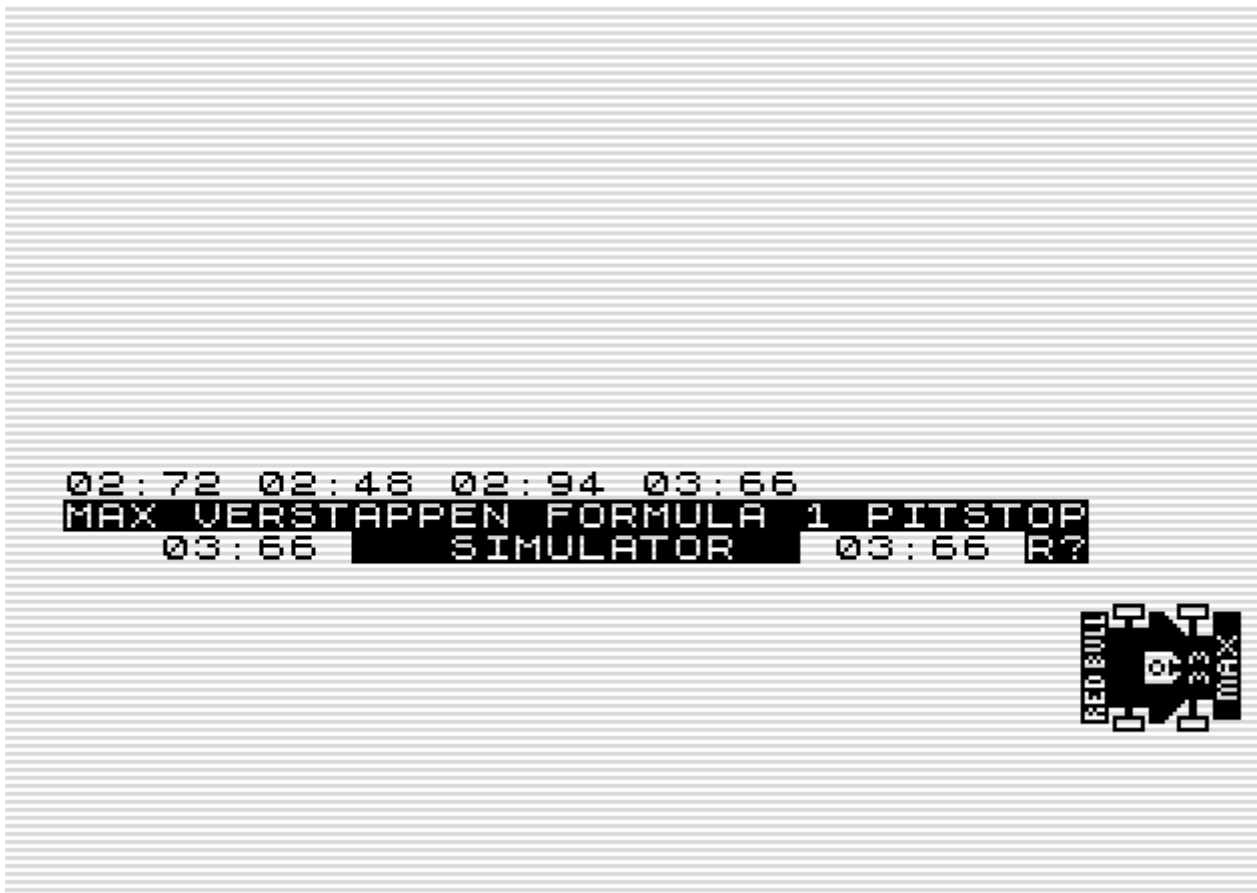 02:72 02:48 02:94 03:66
MAX VERSTAPPEN FORMULA 1 PITSTOP
03:66 SIMULATOR 03:66 R?
RED BULL
33
MAX